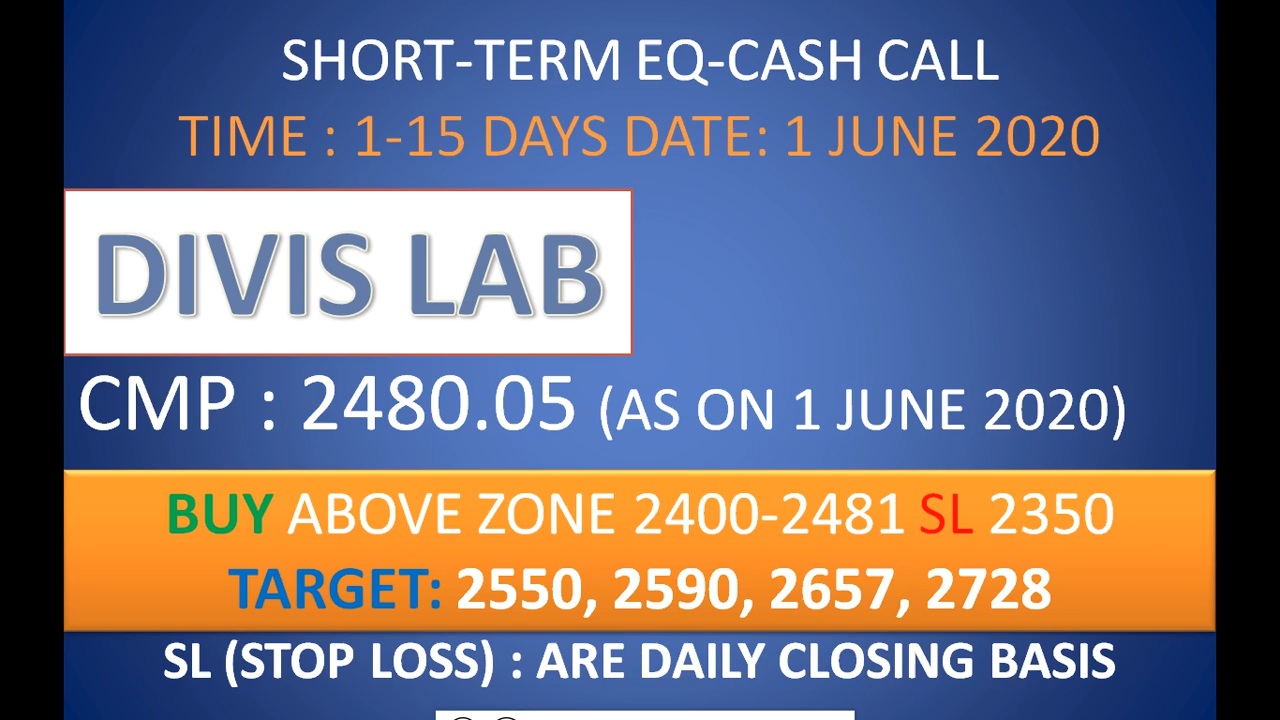 SHORT-TERM EQ-CASH CALL
TIME : 1-15 DAYS DATE: 1 JUNE 2020
DIVIS LAB
CMP : 2480.05 (AS ON 1 JUNE 2020)
BUY ABOVE ZONE 2400-2481 SL 2350
TARGET: 2550, 2590, 2657, 2728
SL (STOP LOSS) : ARE DAILY CLOSING BASIS